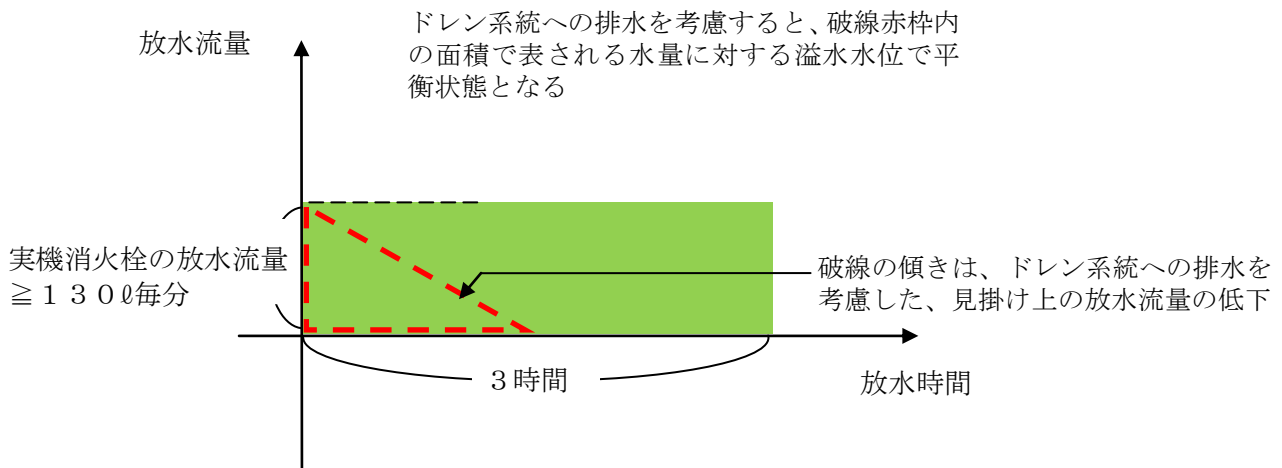 ドレン系統への排水を考慮すると、破線赤枠内
の面積で表される水量に対する溢水水位で平
衡状態となる
放水流量
実機消火栓の放水流量
≧１３０ℓ毎分
破線の傾きは、ドレン系統への排水を
考慮した、見掛け上の放水流量の低下
３時間
放水時間